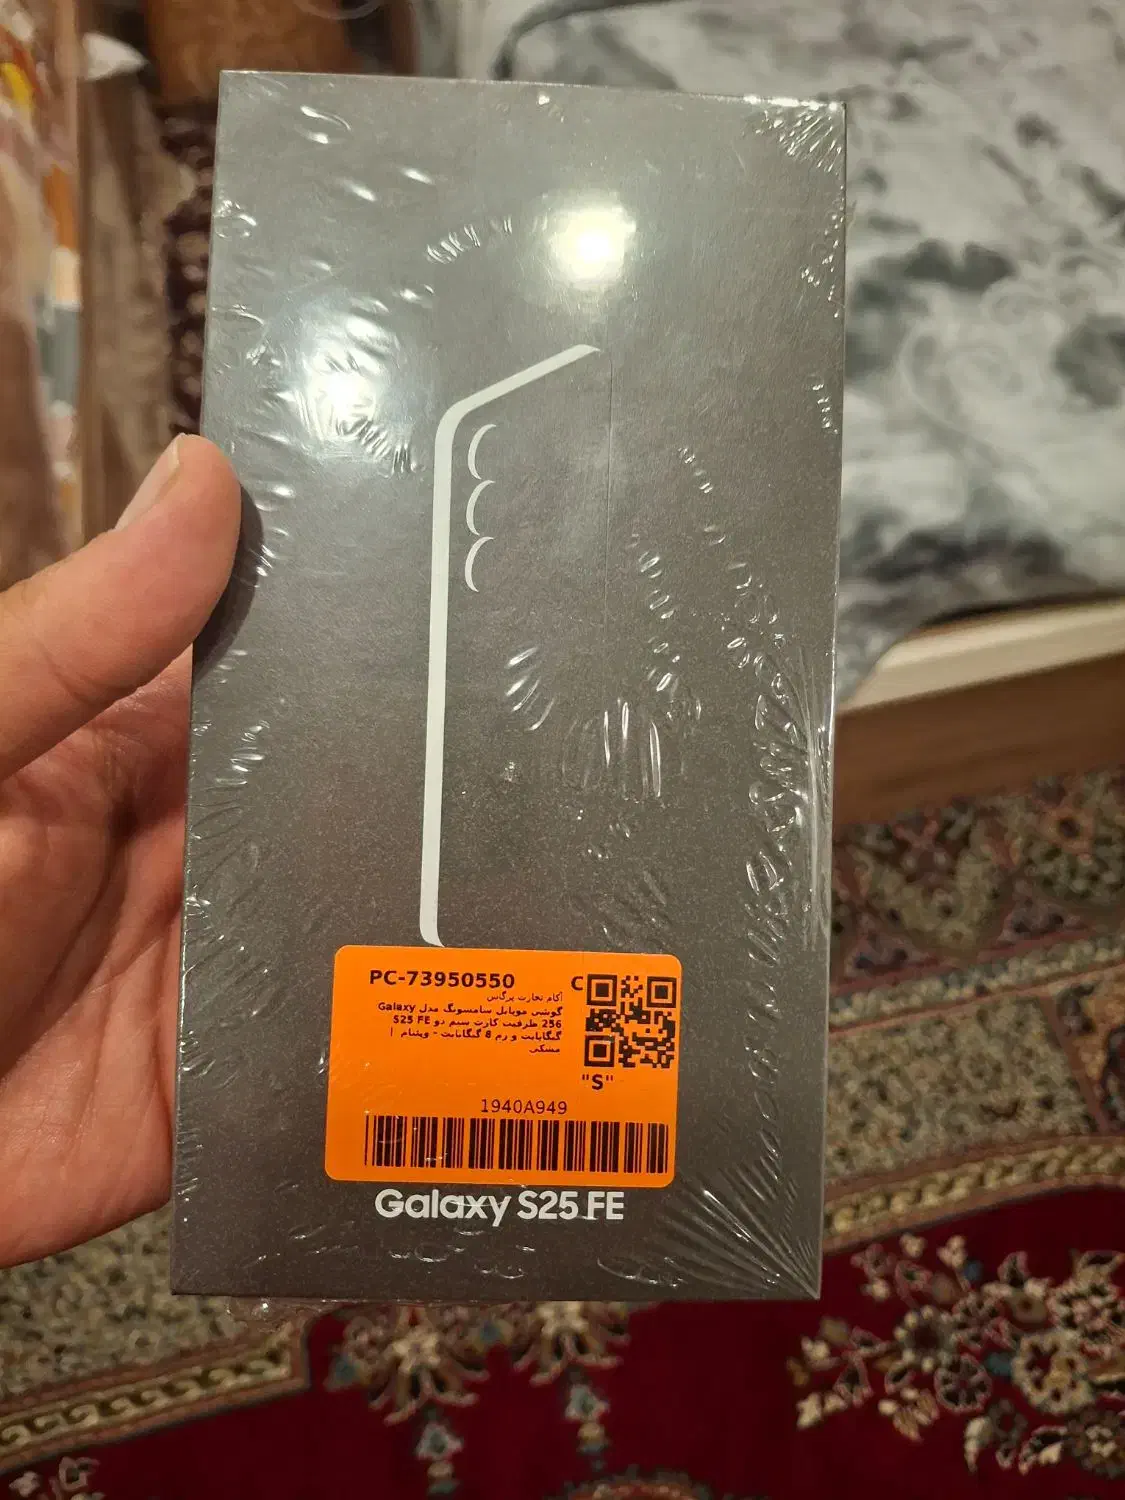 PC-73950550
C
آکام تجارت پرگاس
گوشی موبایل سامسونگ مدل Galaxy
S25 FE دو سیم کارت ظرفیت 256
گیگابایت و رم 8 گیگابایت - ویتنام |
مشکی
"S"
1940A949
Galaxy S25 FE